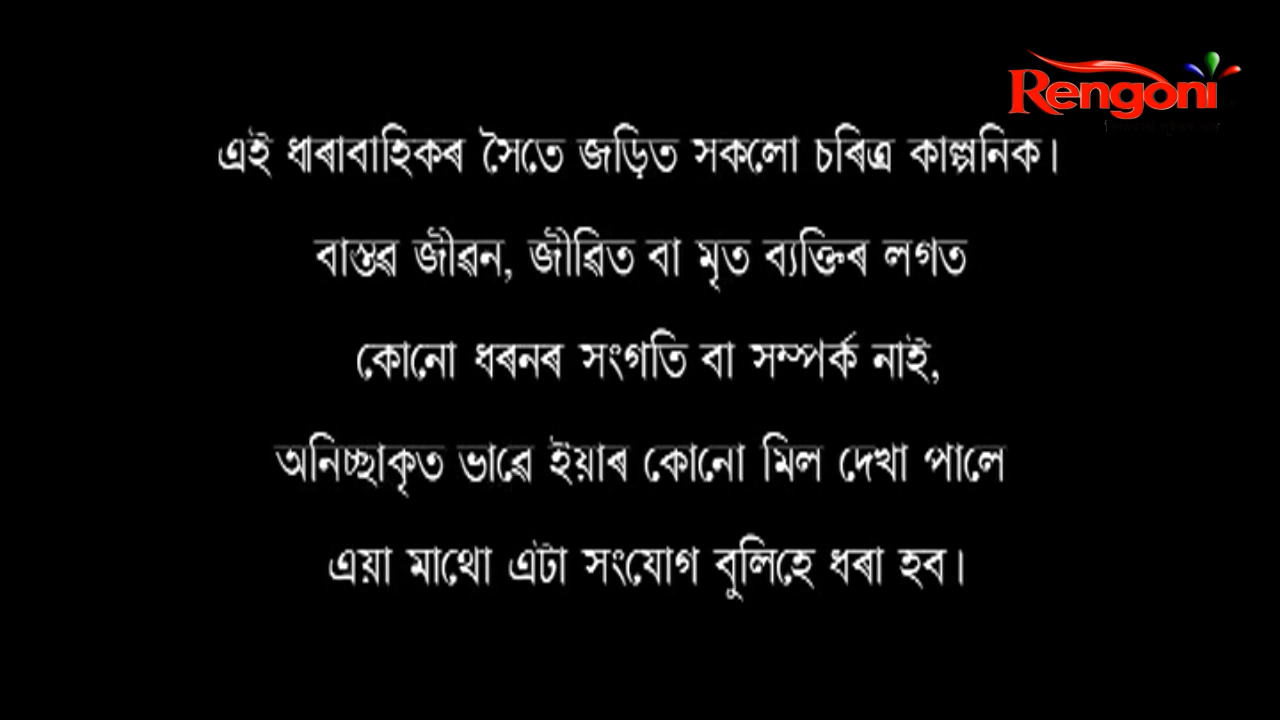 Rengoni
এই ধাৰাবাহিকৰ সৈতে জড়িত সকলো চৰিত্ৰ কাল্পনিক।
বাস্তৱ জীৱন, জীৱিত বা মৃত ব্যক্তিৰ লগত
কোনো ধৰনৰ সংগতি বা সম্পৰ্ক নাই,
অনিচ্ছাকৃত ভাৱে ইয়াৰ কোনো মিল দেখা পালে
এয়া মাথো এটা সংযোগ বুলিহে ধৰা হব।